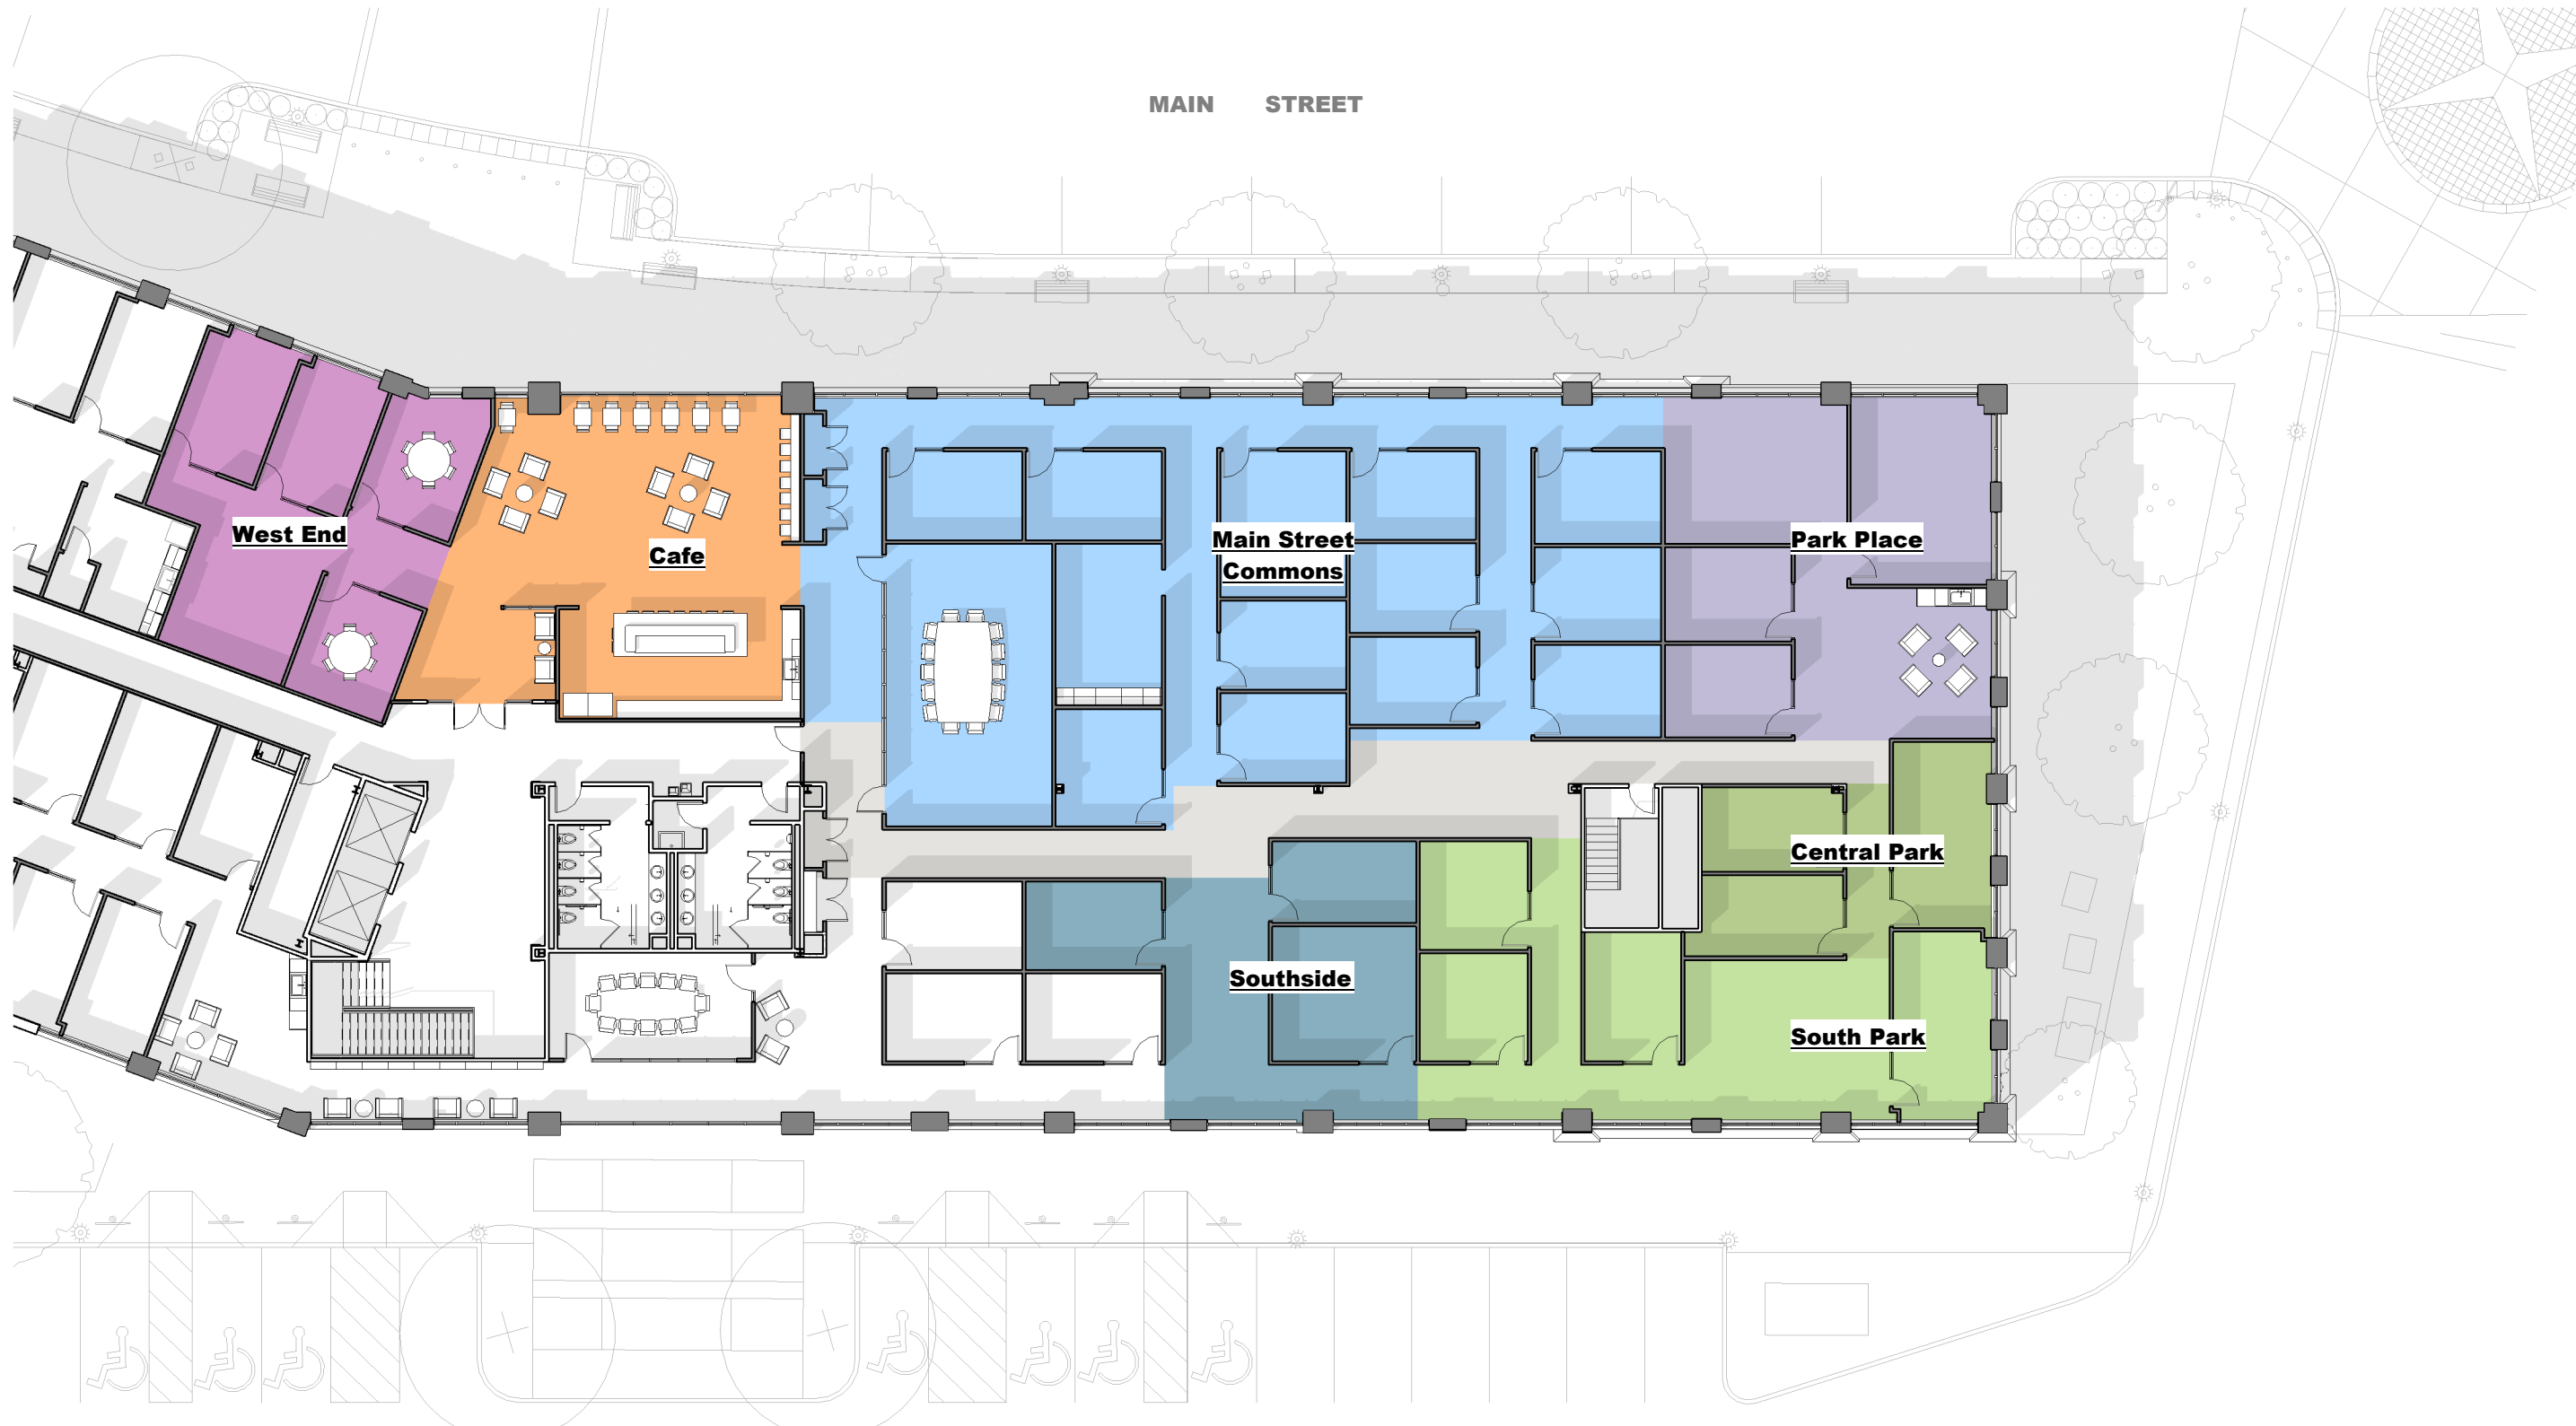 MAIN STREET
West End
Cafe
Main Street
Commons
Park Place
Central Park
Southside
South Park